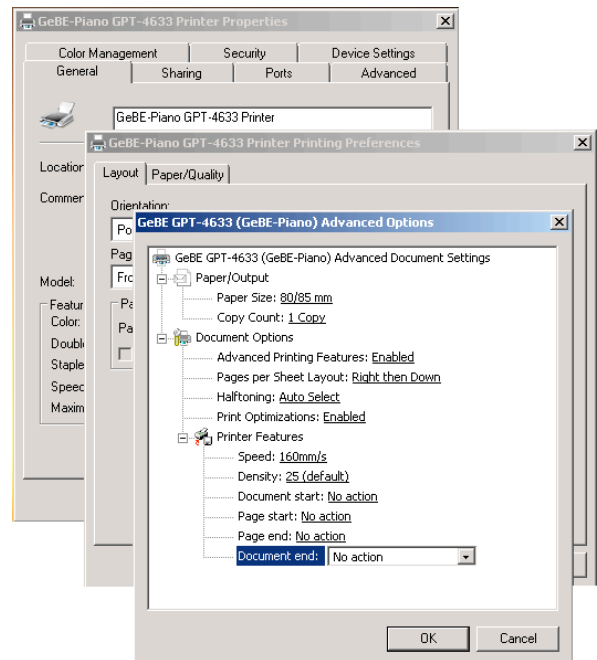 GeBE-Piano GPT-4633 Printer Properties
Color Management Security Device Settings
General Sharing Ports Advanced
GeBE-Piano GPT-4633 Printer
GeBE-Piano GPT-4633 Printer Printing Preferences
Location
Layout Paper/Quality
Commer
Orientation:
Po
GeBE GPT-4633 (GeBE-Piano) Advanced Options
Pag
GeBE GPT-4633 (GeBE-Piano) Advanced Document Settings
Model:
Fro
Paper/Output
Featur
Pa
Paper Size: 80/85 mm
Color:
Pa
Copy Count: 1 Copy
Double
Document Options
Staple
Advanced Printing Features: Enabled
Speed
Pages per Sheet Layout: Right then Down
Maxim
Halftoning: Auto Select
Print Optimizations: Enabled
Printer Features
Speed: 160mm/s
Density: 25 (default)
Document start: No action
Page start: No action
Page end: No action
Document end: No action
OK Cancel